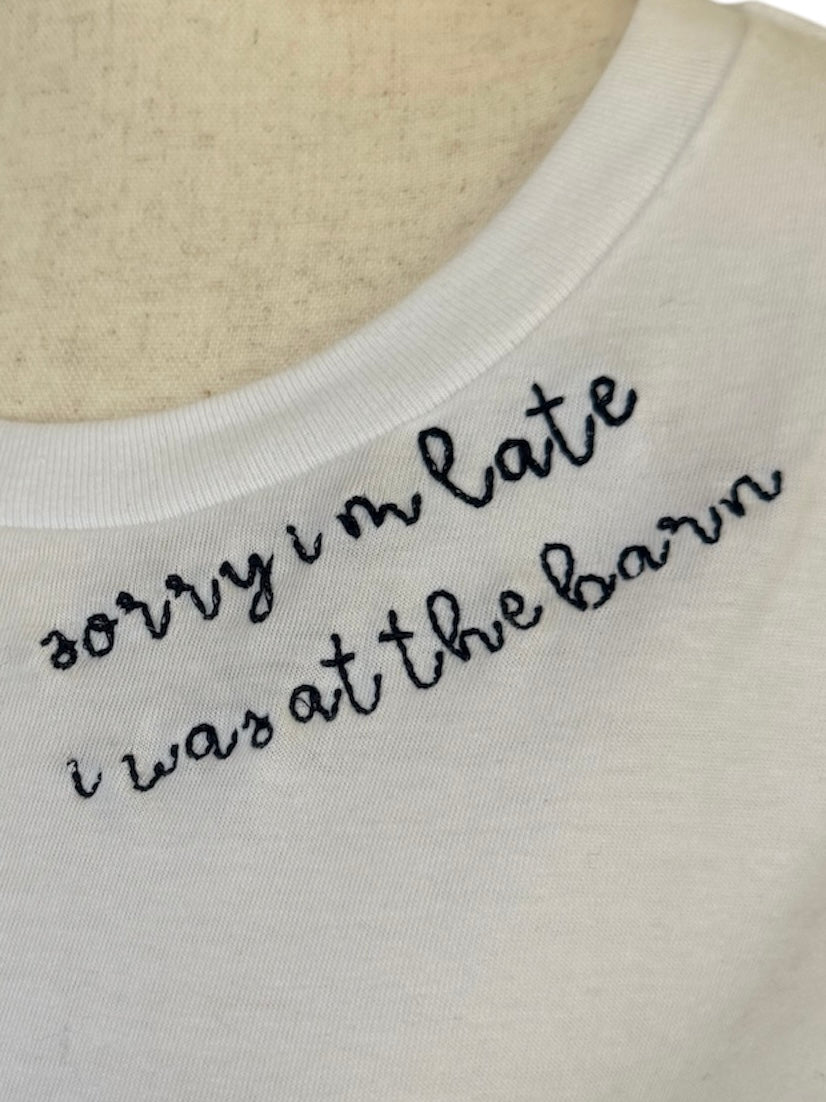 sorry i m late
i was at the barn